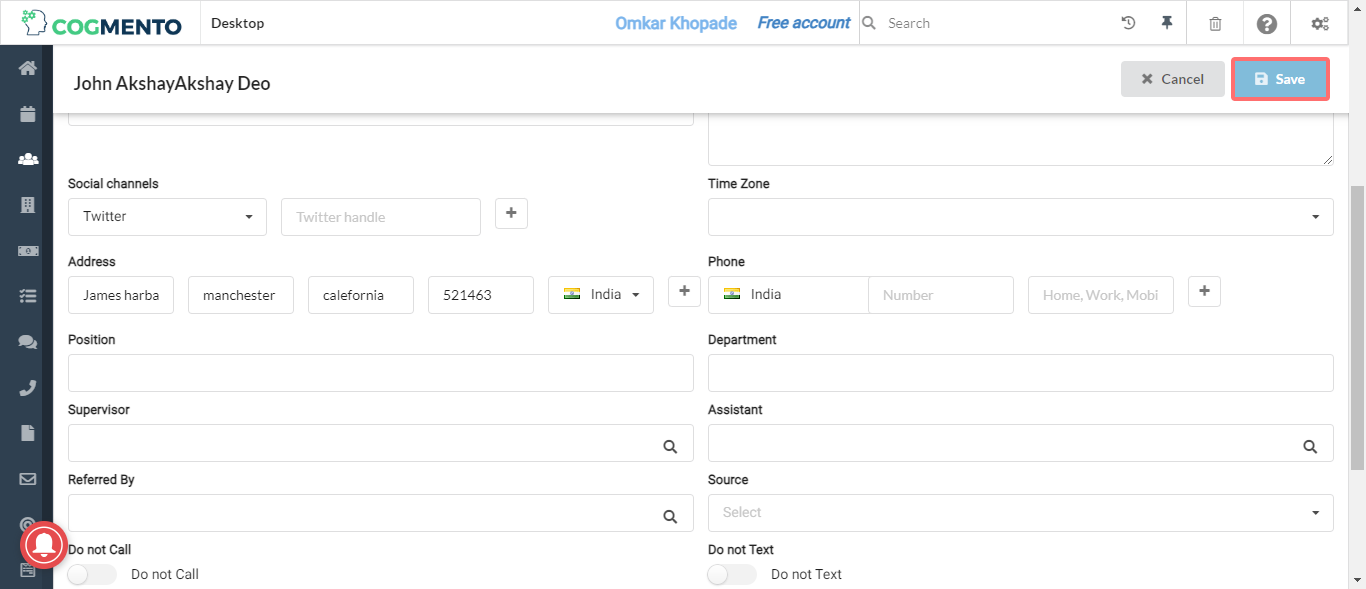 COGMENTO
Desktop
Omkar Khopade
Free account
Search
John AkshayAkshay Deo
Cancel
Save
Social channels
Time Zone
Twitter
Twitter handle
Address
Phone
James harba
manchester
calefornia
521463
India
India
Number
Home, Work, Mobi
Position
Department
Supervisor
Assistant
Referred By
Source
Select
Do not Call
Do not Text
Do not Call
Do not Text